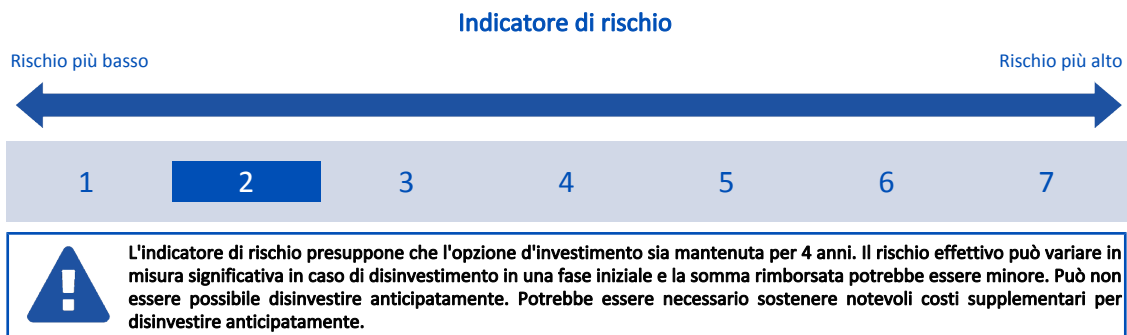 Indicatore di rischio
Rischio più basso
Rischio più alto
1 2 3 4 5 6 7
L'indicatore di rischio presuppone che l'opzione d'investimento sia mantenuta per 4 anni. Il rischio effettivo può variare in
misura significativa in caso di disinvestimento in una fase iniziale e la somma rimborsata potrebbe essere minore. Può non
essere possibile disinvestire anticipatamente. Potrebbe essere necessario sostenere notevoli costi supplementari per
disinvestire anticipatamente.